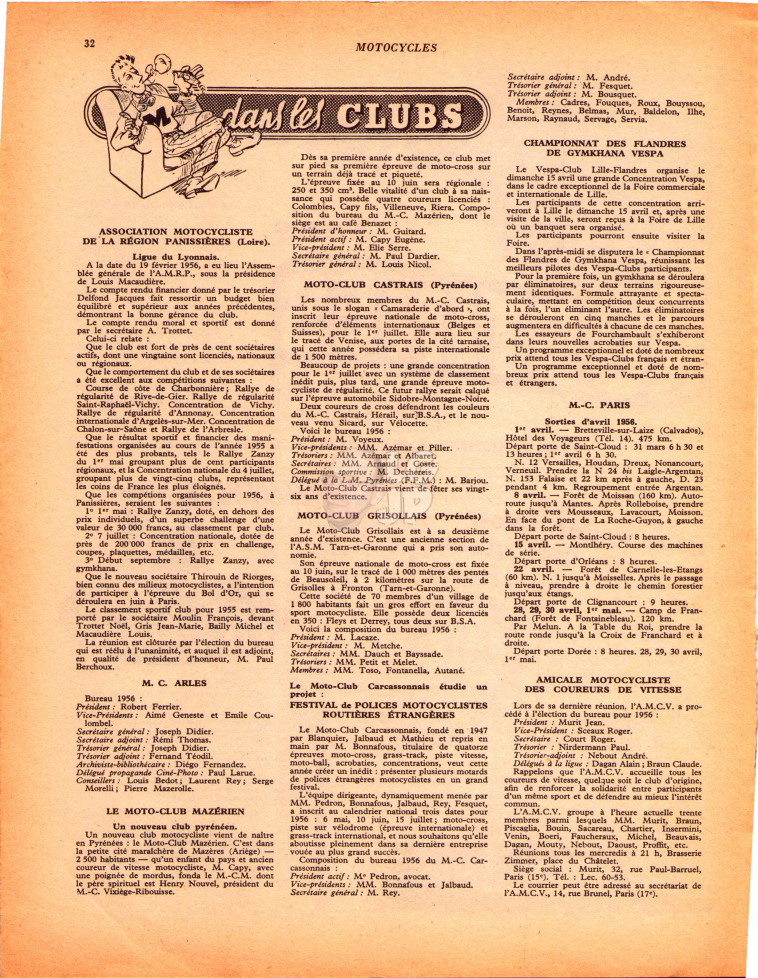 32
MOTOCYCLES
dans les CLUBS
ASSOCIATION MOTOCYCLISTE
DE LA RÉGION PANISSIÈRES (Loire).
Ligue du Lyonnais.
A la date du 19 février 1956, a eu lieu l'Assem-
blée générale de l'A.M.R.P., sous la présidence
de Louis Macaudière.
Le compte rendu financier donné par le trésorier
Delfond Jacques fait ressortir un budget bien
équilibré et supérieur aux années précédentes,
démontrant la bonne gérance du club.
Le compte rendu moral et sportif est donné
par le secrétaire A. Trottet.
Celui-ci relate :
Que le club est fort de près de cent sociétaires
actifs, dont une vingtaine sont licenciés, nationaux
ou régionaux.
Que le comportement du club et de ses sociétaires
a été excellent aux compétitions suivantes :
Course de côte de Charbonnière; Rallye de
régularité de Rive-de-Gier. Rallye de régularité
Saint-Raphaël-Vichy. Concentration de Vichy.
Rallye de régularité d'Annonay. Concentration
internationale d'Argelès-sur-Mer. Concentration de
Chalon-sur-Saône et Rallye de l'Arbresle.
Que le résultat sportif et financier des mani-
festations organisées au cours de l'année 1955 a
été des plus probants, tels le Rallye Zanzy
du 1er mai groupant plus de cent participants
régionaux, et la Concentration nationale du 4 juillet,
groupant plus de vingt-cinq clubs, représentant
les coins de France les plus éloignés.
Que les compétitions organisées pour 1956, à
Panissières, seraient les suivantes :
1º 1er mai : Rallye Zanzy, doté, en dehors des
prix individuels, d'un superbe challenge d'une
valeur de 30 000 francs, au classement par club.
2º 7 juillet : Concentration nationale, dotée de
près de 200 000 francs de prix en challenge,
coupes, plaquettes, médailles, etc.
3º Début septembre : Rallye Zanzy, avec
gymkhana.
Que le nouveau sociétaire Thirouin de Riorges,
bien connu des milieux motocyclistes, a l'intention
de participer à l'épreuve du Bol d'Or, qui se
déroulera en juin à Paris.
Le classement sportif club pour 1955 est rem-
porté par le sociétaire Moulin François, devant
Trottet Noël, Gris Jean-Marie, Bailly Michel et
Macaudière Louis.
La réunion est clôturée par l'élection du bureau
qui est réélu à l'unanimité, et auquel il est adjoint,
en qualité de président d'honneur, M. Paul
Berchoux.
M. C. ARLES
Bureau 1956 :
Président : Robert Ferrier.
Vice-Présidents : Aimé Geneste et Emile Cou-
lombel.
Secrétaire général : Joseph Didier.
Secrétaire adjoint : Rémi Thomas.
Trésorier général : Joseph Didier.
Trésorier adjoint : Fernand Téodil.
Archiviste-bibliothécaire : Diégo Fernandez.
Délégué propagande Ciné-Photo : Paul Larue.
Conseillers : Louis Bedot; Laurent Rey; Serge
Morelli; Pierre Mazerolle.
LE MOTO-CLUB MAZÉRIEN
Un nouveau club pyrénéen.
Un nouveau club motocycliste vient de naître
en Pyrénées : le Moto-Club Mazérien. C'est dans
la petite cité maraîchère de Mazères (Ariège) —
2 500 habitants — qu'un enfant du pays et ancien
coureur de vitesse motocycliste, M. Capy, avec
une poignée de mordus, fonda le M.-C.M. dont
le père spirituel est Henry Nouvel, président du
M.-C. Vixiège-Ribouisse.
Dès sa première année d'existence, ce club met
sur pied sa première épreuve de moto-cross sur
un terrain déjà tracé et piqueté.
L'épreuve fixée au 10 juin sera régionale :
250 et 350 cm³. Belle vitalité d'un club à sa nais-
sance qui possède quatre coureurs licenciés :
Colombies, Capy fils, Villeneuve, Riera. Compo-
sition du bureau du M.-C. Mazérien, dont le
siège est au café Benazet :
Président d'honneur : M. Guitard.
Président actif : M. Capy Eugène.
Vice-président : M. Elie Serre.
Secrétaire général : M. Paul Dardier.
Trésorier général : M. Louis Nicol.
MOTO-CLUB CASTRAIS (Pyrénées)
Les nombreux membres du M.-C. Castrais,
unis sous le slogan « Camaraderie d'abord », ont
inscrit leur épreuve nationale de moto-cross,
renforcée d'éléments internationaux (Belges et
Suisses), pour le 1er juillet. Elle aura lieu sur
le tracé de Venise, aux portes de la cité tarnaise,
qui cette année possédera sa piste internationale
de 1 500 mètres.
Beaucoup de projets : une grande concentration
pour le 1er juillet avec un système de classement
inédit puis, plus tard, une grande épreuve moto-
cycliste de régularité. Ce futur rallye serait calqué
sur l'épreuve automobile Sidobre-Montagne-Noire.
Deux coureurs de cross défendront les couleurs
du M.-C. Castrais, Hérail, sur B.S.A., et le nou-
veau venu Sicard, sur Vélocette.
Voici le bureau 1956 :
Président : M. Voyeux.
Vice-présidents : MM. Azémar et Piller.
Trésoriers : MM. Azémar et Albaret.
Secrétaires : MM. Arnaud et Coste.
Commission sportive : M. Dechézeis.
Délégué à la L.M. Pyrénées (F.F.M.) : M. Barjou.
Le Moto-Club Castrais vient de fêter ses vingt-
six ans d'existence.
MOTO-CLUB GRISOLLAIS (Pyrénées)
Le Moto-Club Grisollais est à sa deuxième
année d'existence. C'est une ancienne section de
l'A.S.M. Tarn-et-Garonne qui a pris son auto-
nomie.
Son épreuve nationale de moto-cross est fixée
au 10 juin, sur le tracé de 1 000 mètres des pentes
de Beausoleil, à 2 kilomètres sur la route de
Grisolles à Fronton (Tarn-et-Garonne).
Cette société de 70 membres d'un village de
1 800 habitants fait un gros effort en faveur du
sport motocycliste. Elle possède deux licenciés
en 350 : Fleys et Derrey, tous deux sur B.S.A.
Voici la composition du bureau 1956 :
Président : M. Lacaze.
Vice-président : M. Metche.
Secrétaires : MM. Dauch et Bayssade.
Trésoriers : MM. Petit et Melet.
Membres : MM. Toso, Fontanella, Autané.
Le Moto-Club Carcassonnais étudie un
projet :
FESTIVAL de POLICES MOTOCYCLISTES
ROUTIÈRES ÉTRANGÈRES
Le Moto-Club Carcassonnais, fondé en 1947
par Blanquier, Jalbaud et Mathieu et repris en
main par M. Bonnafous, titulaire de quatorze
épreuves moto-cross, grass-track, piste vitesse,
moto-ball, acrobaties, concentrations, veut cette
année créer un inédit : présenter plusieurs motards
de polices étrangères motocyclistes en un grand
festival.
L'équipe dirigeante, dynamiquement menée par
MM. Pedron, Bonnafous, Jalbaud, Rey, Fesquet,
a inscrit au calendrier national trois dates pour
1956 : 6 mai, 10 juin, 15 juillet; moto-cross,
piste sur vélodrome (épreuve internationale) et
grass-track international, et nous souhaitons qu'elle
aboutisse pleinement dans sa dernière entreprise
vouée au plus grand succès.
Composition du bureau 1956 du M.-C. Car-
cassonnais :
Président actif : Me Pedron, avocat.
Vice-présidents : MM. Bonnafous et Jalbaud.
Secrétaire général : M. Rey.
Secrétaire adjoint : M. André.
Trésorier général : M. Fesquet.
Trésorier adjoint : M. Bousquet.
Membres : Cadres, Fouques, Roux, Bouyssou,
Benoit, Reynes, Belmas, Mur, Baldelon, Ilhe,
Marson, Raynaud, Servage, Servia.
CHAMPIONNAT DES FLANDRES
DE GYMKHANA VESPA
Le Vespa-Club Lille-Flandres organise le
dimanche 15 avril une grande Concentration Vespa,
dans le cadre exceptionnel de la Foire commerciale
et internationale de Lille.
Les participants de cette concentration arri-
veront à Lille le dimanche 15 avril et, après une
visite de la ville, seront reçus à la Foire de Lille
où un banquet sera organisé.
Les participants pourront ensuite visiter la
Foire.
Dans l'après-midi se disputera le « Championnat
des Flandres de Gymkhana Vespa, réunissant les
meilleurs pilotes des Vespa-Clubs participants.
Pour la première fois, un gymkhana se déroulera
par éliminatoires, sur deux terrains rigoureuse-
ment identiques. Formule attrayante et specta-
culaire, mettant en compétition deux concurrents
à la fois, l'un éliminant l'autre. Les éliminatoires
se dérouleront en cinq manches et le parcours
augmentera en difficultés à chacune de ces manches.
Les essayeurs de Fourchambault s'exhiberont
dans leurs nouvelles acrobaties sur Vespa.
Un programme exceptionnel et doté de nombreux
prix attend tous les Vespa-Clubs français et étran-
Un programme exceptionnel et doté de nom-
breux prix attend tous les Vespa-Clubs français
et étrangers.
M.-C. PARIS
Sorties d'avril 1956.
1er avril. — Bretteville-sur-Laize (Calvados),
Hôtel des Voyageurs (Tél. 14). 475 km.
Départ porte de Saint-Cloud : 31 mars 6 h 30 et
13 heures; 1er avril 6 h. 30.
N. 12 Versailles, Houdan, Dreux, Nonancourt,
Verneuil. Prendre la N 24 bis Laigle-Argentan,
N. 153 Falaise et 22 km après à gauche, D. 23
pendant 4 km. Regroupement entrée Argentan.
8 avril. — Forêt de Moisson (160 km). Auto-
route jusqu'à Mantes. Après Rolleboise, prendre
à droite vers Mousseaux, Lavacourt, Moisson.
En face du pont de La Roche-Guyon, à gauche
dans la forêt.
Départ porte de Saint-Cloud : 8 heures.
15 avril. — Montlhéry. Course des machines
de série.
Départ porte d'Orléans : 8 heures.
22 avril. — Forêt de Carnelle-les-Etangs
(60 km). N. 1 jusqu'à Moisselles. Après le passage
à niveau, prendre à droite le chemin forestier
jusqu'aux étangs.
Départ porte de Clignancourt : 9 heures.
28, 29, 30 avril, 1er mai. — Camp de Fran-
chard (Forêt de Fontainebleau). 120 km.
Par Melun. A la Table du Roi, prendre la
route ronde jusqu'à la Croix de Franchard et à
droite.
Départ porte Dorée : 8 heures. 28, 29, 30 avril,
1er mai.
AMICALE MOTOCYCLISTE
DES COUREURS DE VITESSE
Lors de sa dernière réunion, l'A.M.C.V. a pro-
cédé à l'élection du bureau pour 1956 :
Président : Murit Jean.
Vice-Président : Sceaux Roger.
Secrétaire : Court Roger.
Trésorier : Nirdermann Paul.
Trésorier-adjoint : Nebout André.
Délégués à la ligue : Dagan Alain; Braun Claude.
Rappelons que l'A.M.C.V. accueille tous les
coureurs de vitesse, quelque soit le club d'origine,
afin de renforcer la solidarité entre participants
d'un même sport et de défendre au mieux l'intérêt
commun.
L'A.M.C.V. groupe à l'heure actuelle trente
membres parmi lesquels MM. Murit, Braun,
Piscaglia, Bouin, Sacareau, Chartier, Insermini,
Venin, Boeri, Faucheraux, Michel, Beauvais,
Dagan, Mouty, Nebout, Daoust, Proffit, etc.
Réunions tous les mercredis à 21 h, Brasserie
Zimmer, place du Châtelet.
Siège social : Murit, 32, rue Paul-Barruel,
Paris (15e). Tél. : Lec. 60-53.
Le courrier peut être adressé au secrétariat de
l'A.M.C.V., 14, rue Brunel, Paris (17e).